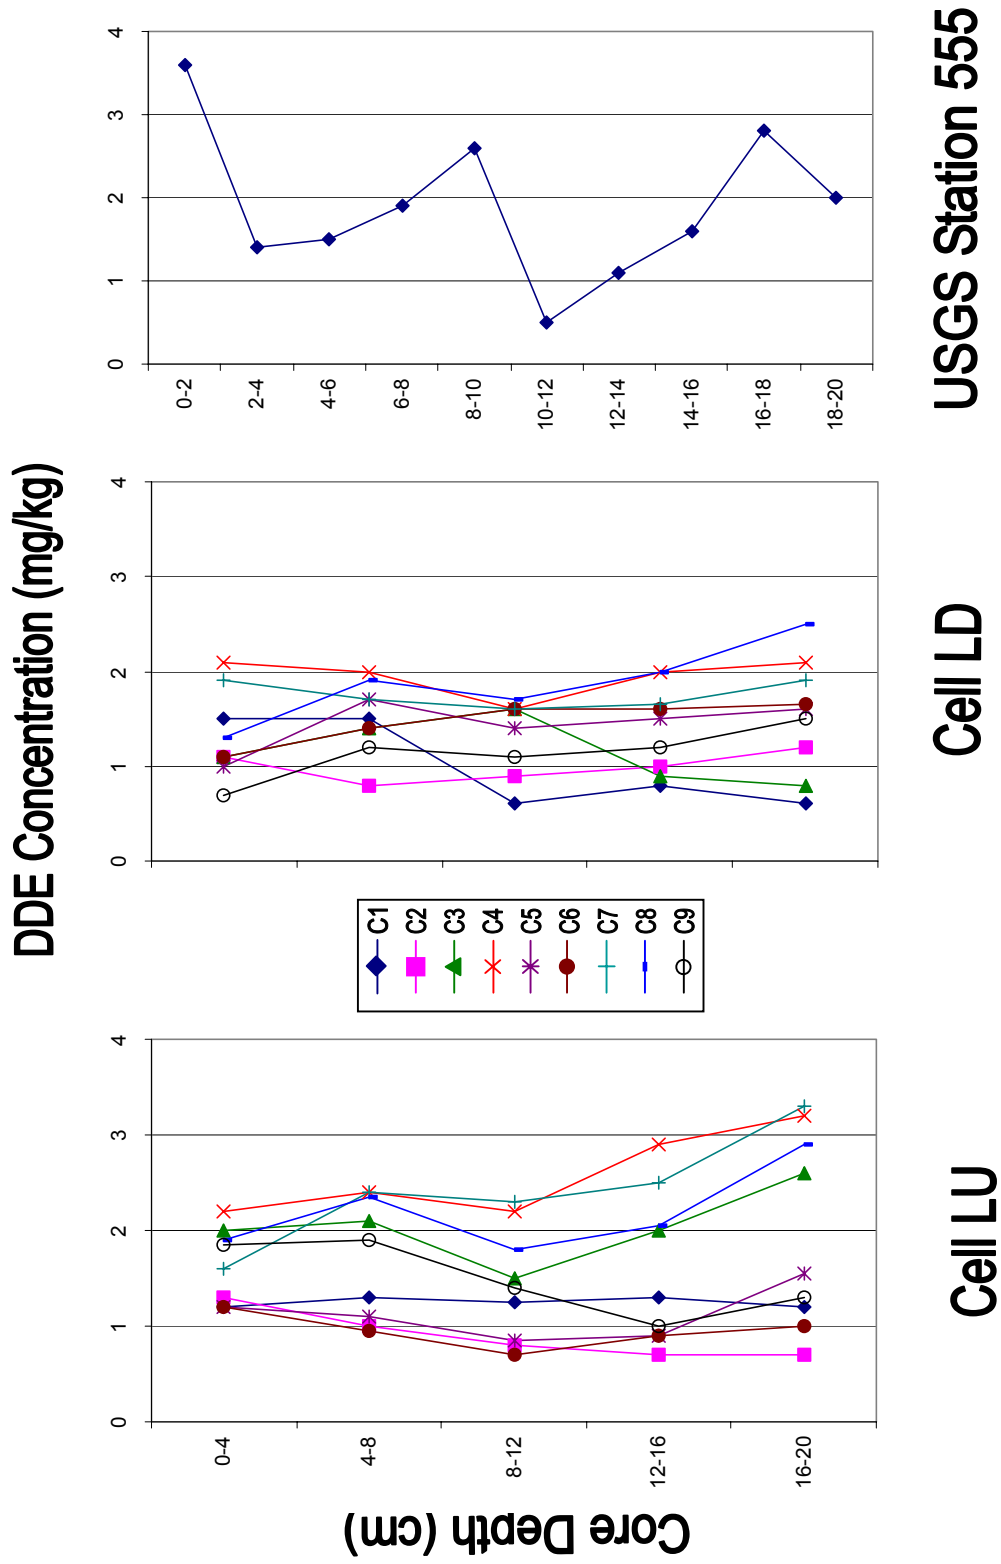 DDE Concentration (mg/kg)
0
1
2
3
4
0-4
4-8
8-12
12-16
16-20
Core Depth (cm)
Cell LU
C1
C2
C3
C4
C5
C6
C7
C8
C9
0
1
2
3
4
Cell LD
0
1
2
3
4
0-2
2-4
4-6
6-8
8-10
10-12
12-14
14-16
16-18
18-20
USGS Station 555